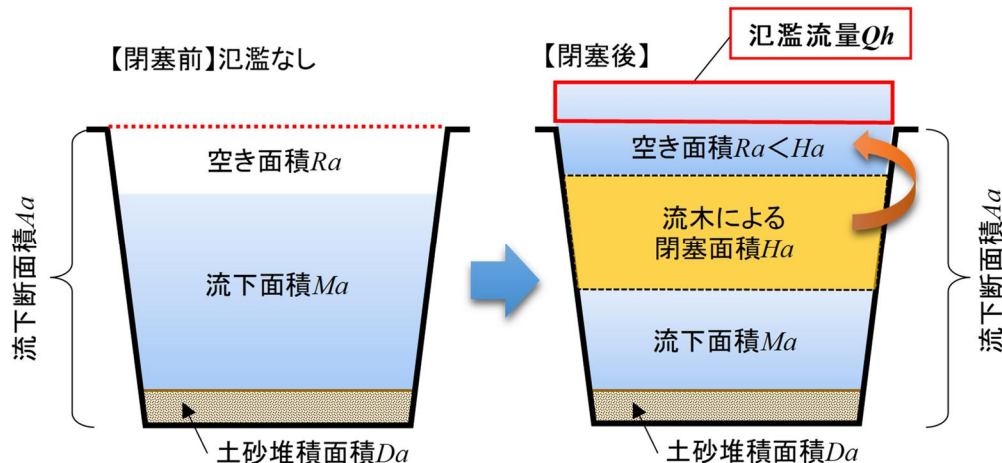 【閉塞前】氾濫なし
空き面積Ra
流下面積Ma
流下断面積Aa
土砂堆積面積Da
【閉塞後】
氾濫流量Qh
空き面積Ra＜Ha
流木による
閉塞面積Ha
流下面積Ma
流下断面積Aa
土砂堆積面積Da